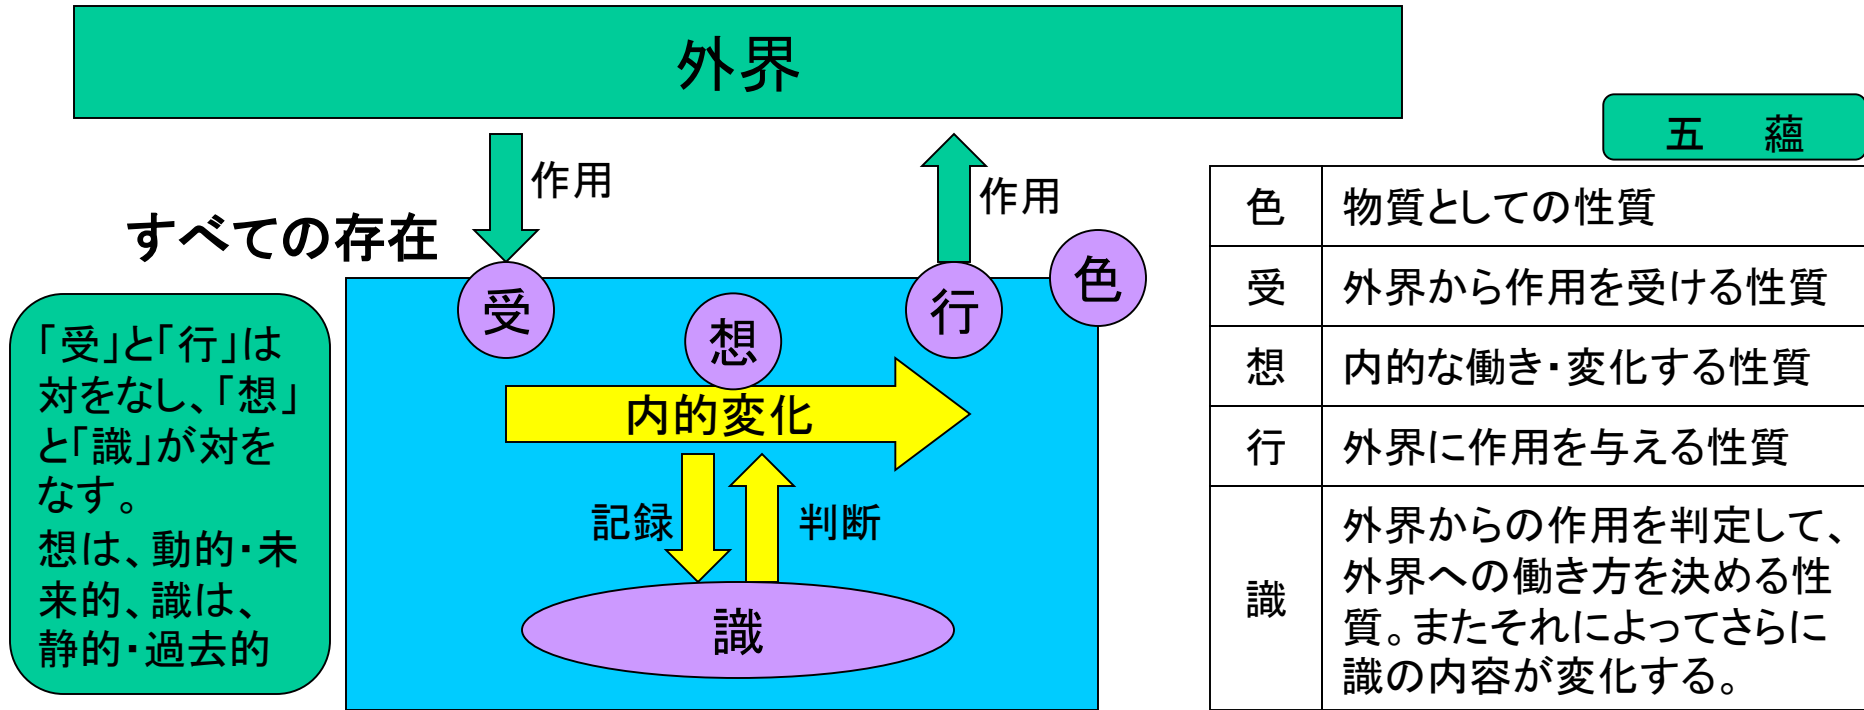 外界
作用
作用
すべての存在
受
想
行
色
「受」と「行」は
対をなし、「想」
と「識」が対を
なす。
想は、動的・未
来的、識は、
静的・過去的
内的変化
記録
判断
識
五　蘊
色 物質としての性質
受 外界から作用を受ける性質
想 内的な働き・変化する性質
行 外界に作用を与える性質
識 外界からの作用を判定して、
外界への働き方を決める性
質。またそれによってさらに
識の内容が変化する。